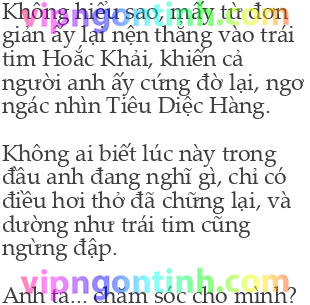 Không hiểu sao, mấy từ đơn
giản ấy lại nện thẳng vào trái
tim Hoắc Khải, khiến cả
người anh ấy cứng đờ lại, ngơ
ngác nhìn Tiêu Diệc Hàng.
Không ai biết lúc này trong
đầu anh đang nghĩ gì, chỉ có
điều hơi thở đã chững lại, và
dường như trái tim cũng
ngừng đập.
vipngontinh.com
Anh ta... chăm sóc cho mình?